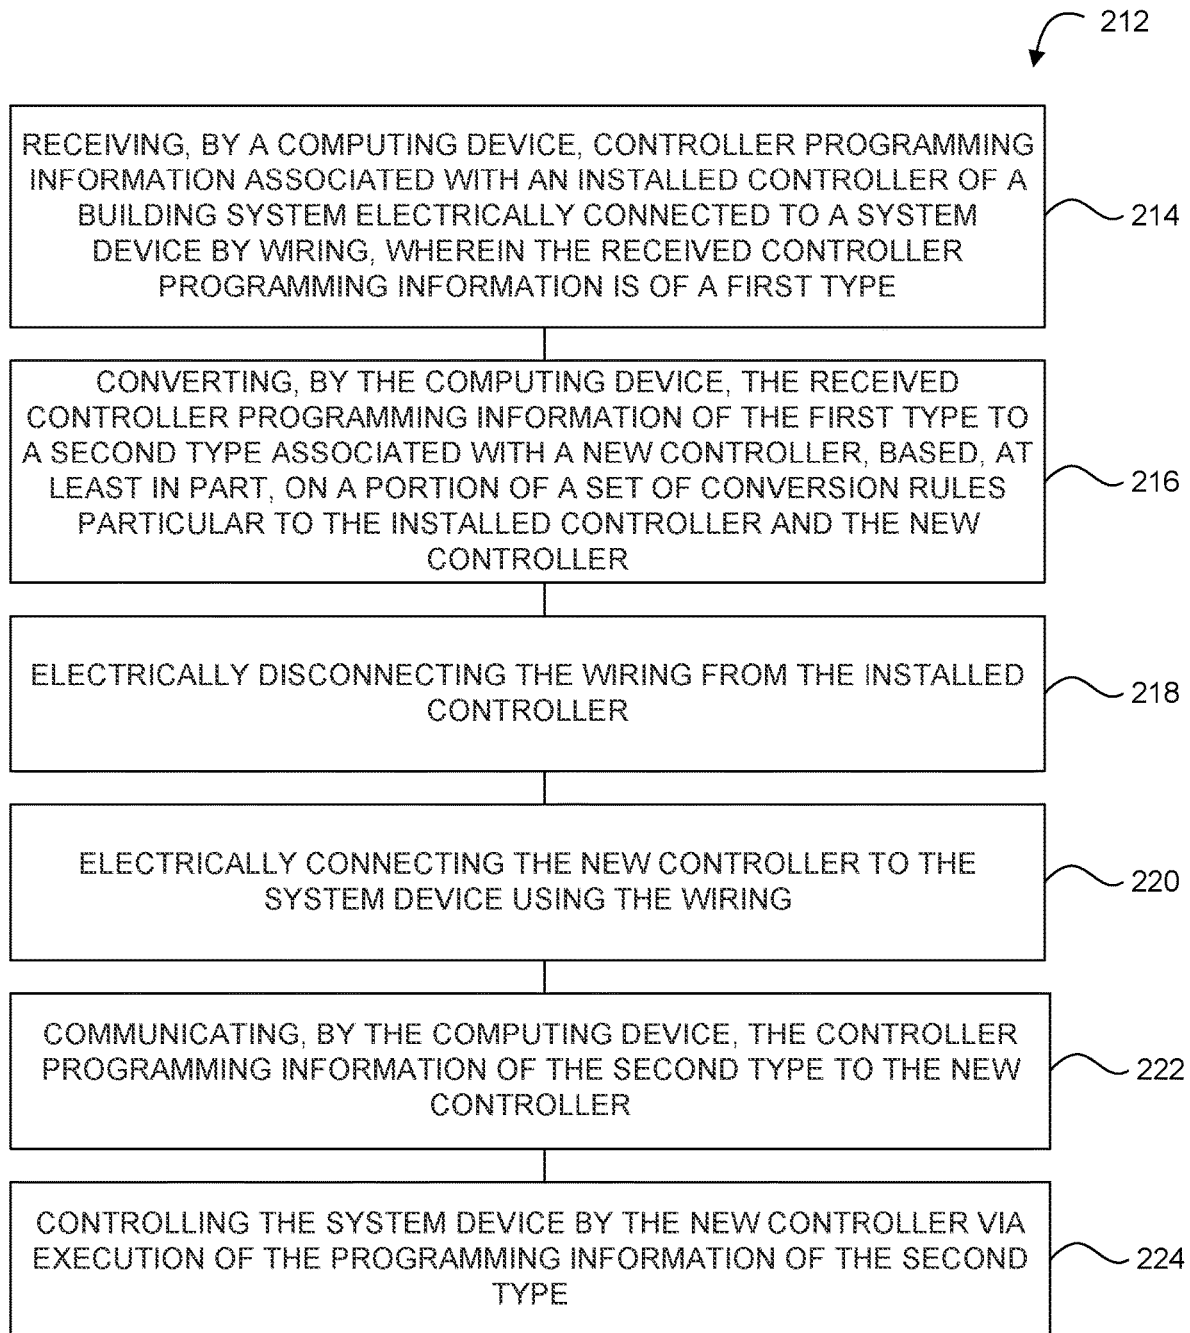 212
RECEIVING, BY A COMPUTING DEVICE, CONTROLLER PROGRAMMING
INFORMATION ASSOCIATED WITH AN INSTALLED CONTROLLER OF A
BUILDING SYSTEM ELECTRICALLY CONNECTED TO A SYSTEM
DEVICE BY WIRING, WHEREIN THE RECEIVED CONTROLLER
PROGRAMMING INFORMATION IS OF A FIRST TYPE
214
CONVERTING, BY THE COMPUTING DEVICE, THE RECEIVED
CONTROLLER PROGRAMMING INFORMATION OF THE FIRST TYPE TO
A SECOND TYPE ASSOCIATED WITH A NEW CONTROLLER, BASED, AT
LEAST IN PART, ON A PORTION OF A SET OF CONVERSION RULES
PARTICULAR TO THE INSTALLED CONTROLLER AND THE NEW
CONTROLLER
216
ELECTRICALLY DISCONNECTING THE WIRING FROM THE INSTALLED
CONTROLLER
218
ELECTRICALLY CONNECTING THE NEW CONTROLLER TO THE
SYSTEM DEVICE USING THE WIRING
220
COMMUNICATING, BY THE COMPUTING DEVICE, THE CONTROLLER
PROGRAMMING INFORMATION OF THE SECOND TYPE TO THE NEW
CONTROLLER
222
CONTROLLING THE SYSTEM DEVICE BY THE NEW CONTROLLER VIA
EXECUTION OF THE PROGRAMMING INFORMATION OF THE SECOND
TYPE
224